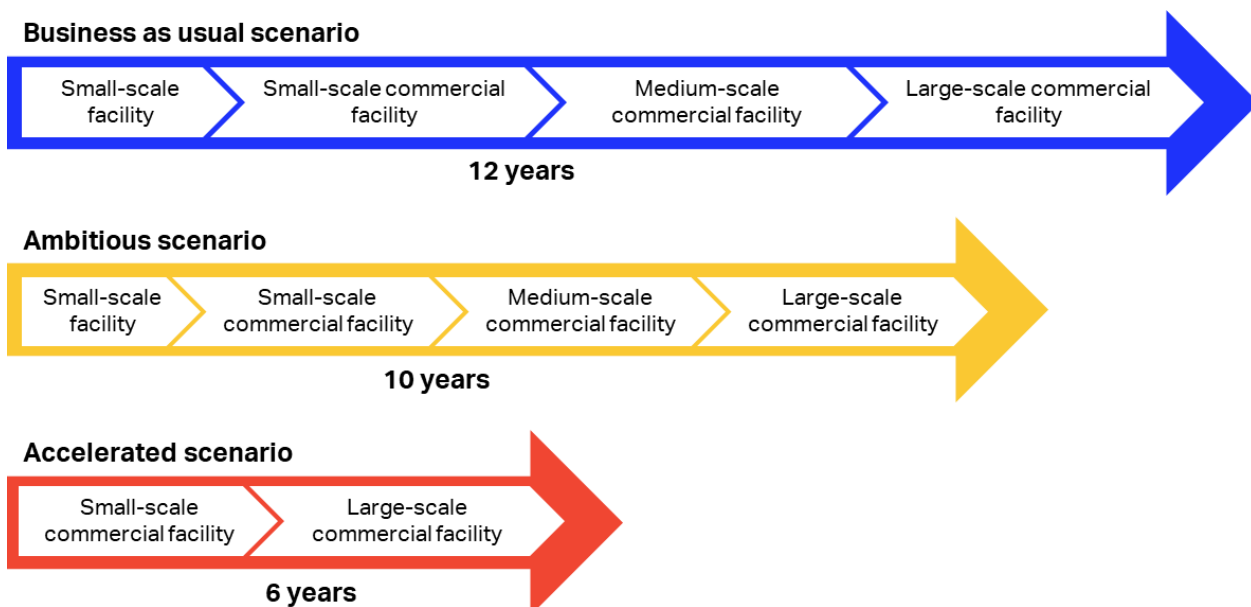 Business as usual scenario
Small-scale
facility
Small-scale commercial
facility
Medium-scale
commercial facility
Large-scale commercial
facility
12 years
Ambitious scenario
Small-scale
facility
Small-scale
commercial facility
Medium-scale
commercial facility
Large-scale
commercial facility
10 years
Accelerated scenario
Small-scale
commercial facility
Large-scale
commercial facility
6 years